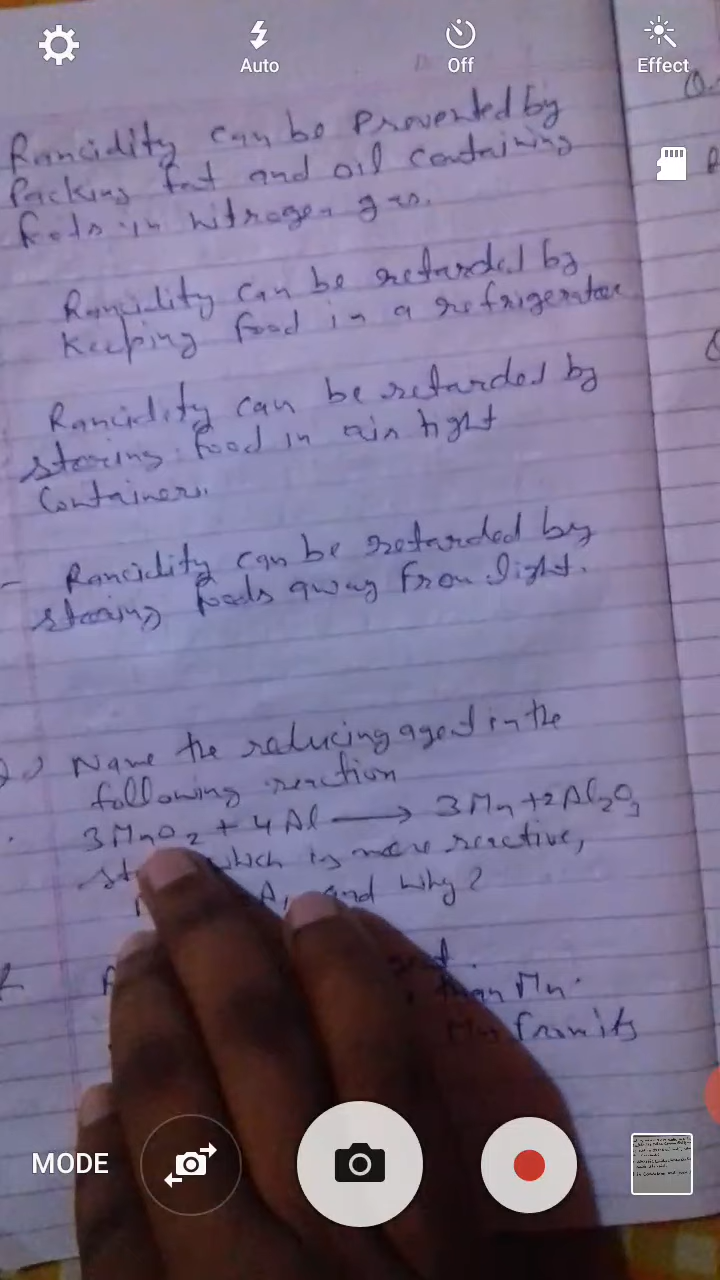 Auto
Off
Effect
Rancidity can be Prevented by
Packing fat and oil containing
foods in nitrogen gas.
Rancidity can be retarded by
Keeping food in a refrigerator
Rancidity can be retarded by
storing food in air tight
Containers.
- Rancidity can be retarded by
storing foods away from light.
Name the reducing agent in the
following reaction
3MnO2 + 4Al → 3Mn + 2Al2O3
which is more reactive,
and Why?
than Mn.
Mn from its
MODE